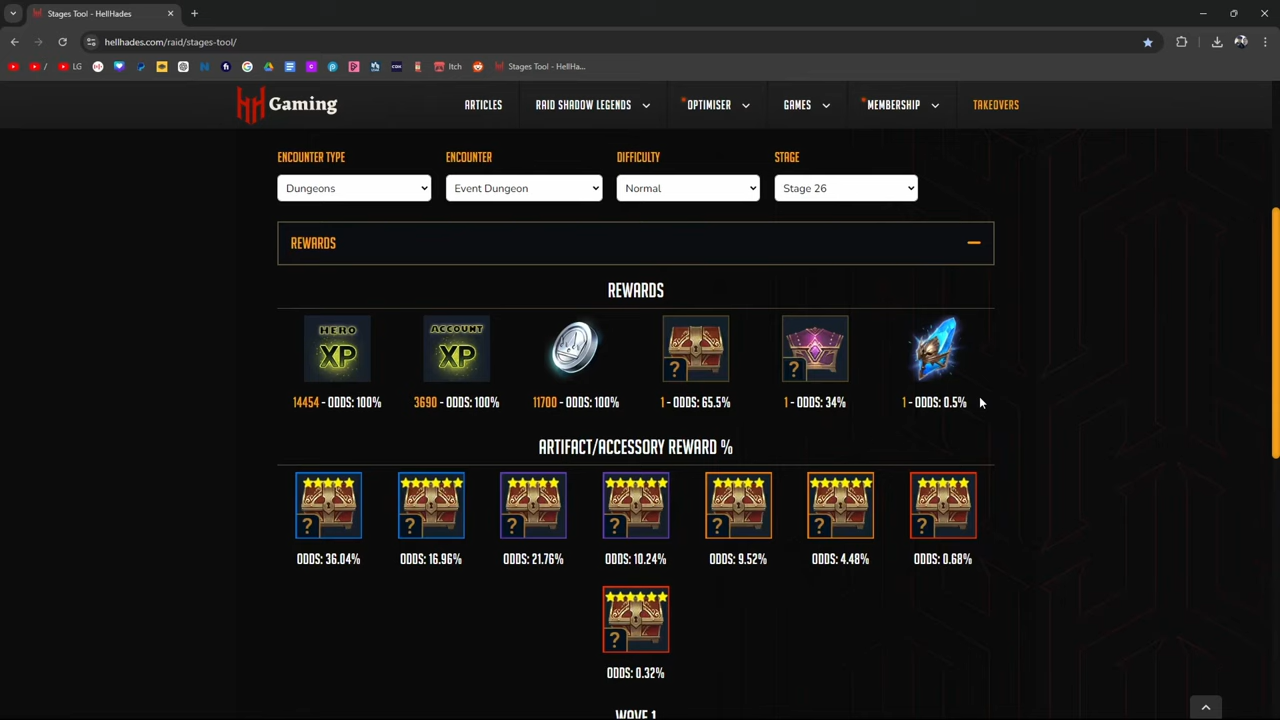 Stages Tool - HellHades
hellhades.com/raid/stages-tool/
/
LG
CDH
Itch
Stages Tool - HellHa...
Gaming
ARTICLES
RAID SHADOW LEGENDS
OPTIMISER
GAMES
MEMBERSHIP
TAKEOVERS
ENCOUNTER TYPE
ENCOUNTER
DIFFICULTY
STAGE
Dungeons
Event Dungeon
Normal
Stage 26
REWARDS
REWARDS
HERO
XP
ACCOUNT
XP
?
?
14454 - ODDS: 100%
3690 - ODDS: 100%
11700 - ODDS: 100%
1 - ODDS: 65.5%
1 - ODDS: 34%
1 - ODDS: 0.5%
ARTIFACT/ACCESSORY REWARD %
?
?
?
?
?
?
?
ODDS: 36.04%
ODDS: 16.96%
ODDS: 21.76%
ODDS: 10.24%
ODDS: 9.52%
ODDS: 4.48%
ODDS: 0.68%
?
ODDS: 0.32%
WAVE 1